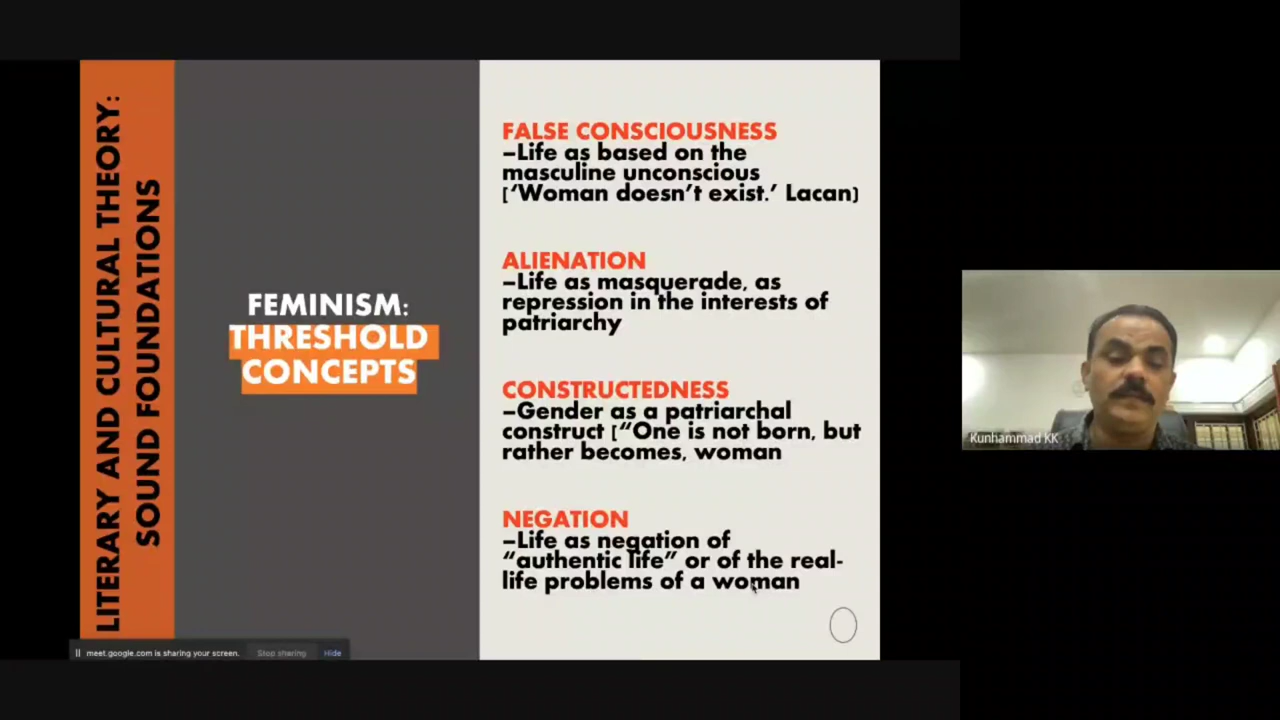 LITERARY AND CULTURAL THEORY:
SOUND FOUNDATIONS
FEMINISM:
THRESHOLD
CONCEPTS
FALSE CONSCIOUSNESS
–Life as based on the
masculine unconscious
[‘Woman doesn’t exist.’ Lacan)
ALIENATION
–Life as masquerade, as
repression in the interests of
patriarchy
CONSTRUCTEDNESS
–Gender as a patriarchal
construct [“One is not born, but
rather becomes, woman
NEGATION
–Life as negation of
“authentic life” or of the real-
life problems of a woman
meet.google.com is sharing your screen. Stop sharing Hide
Kunhammad KK